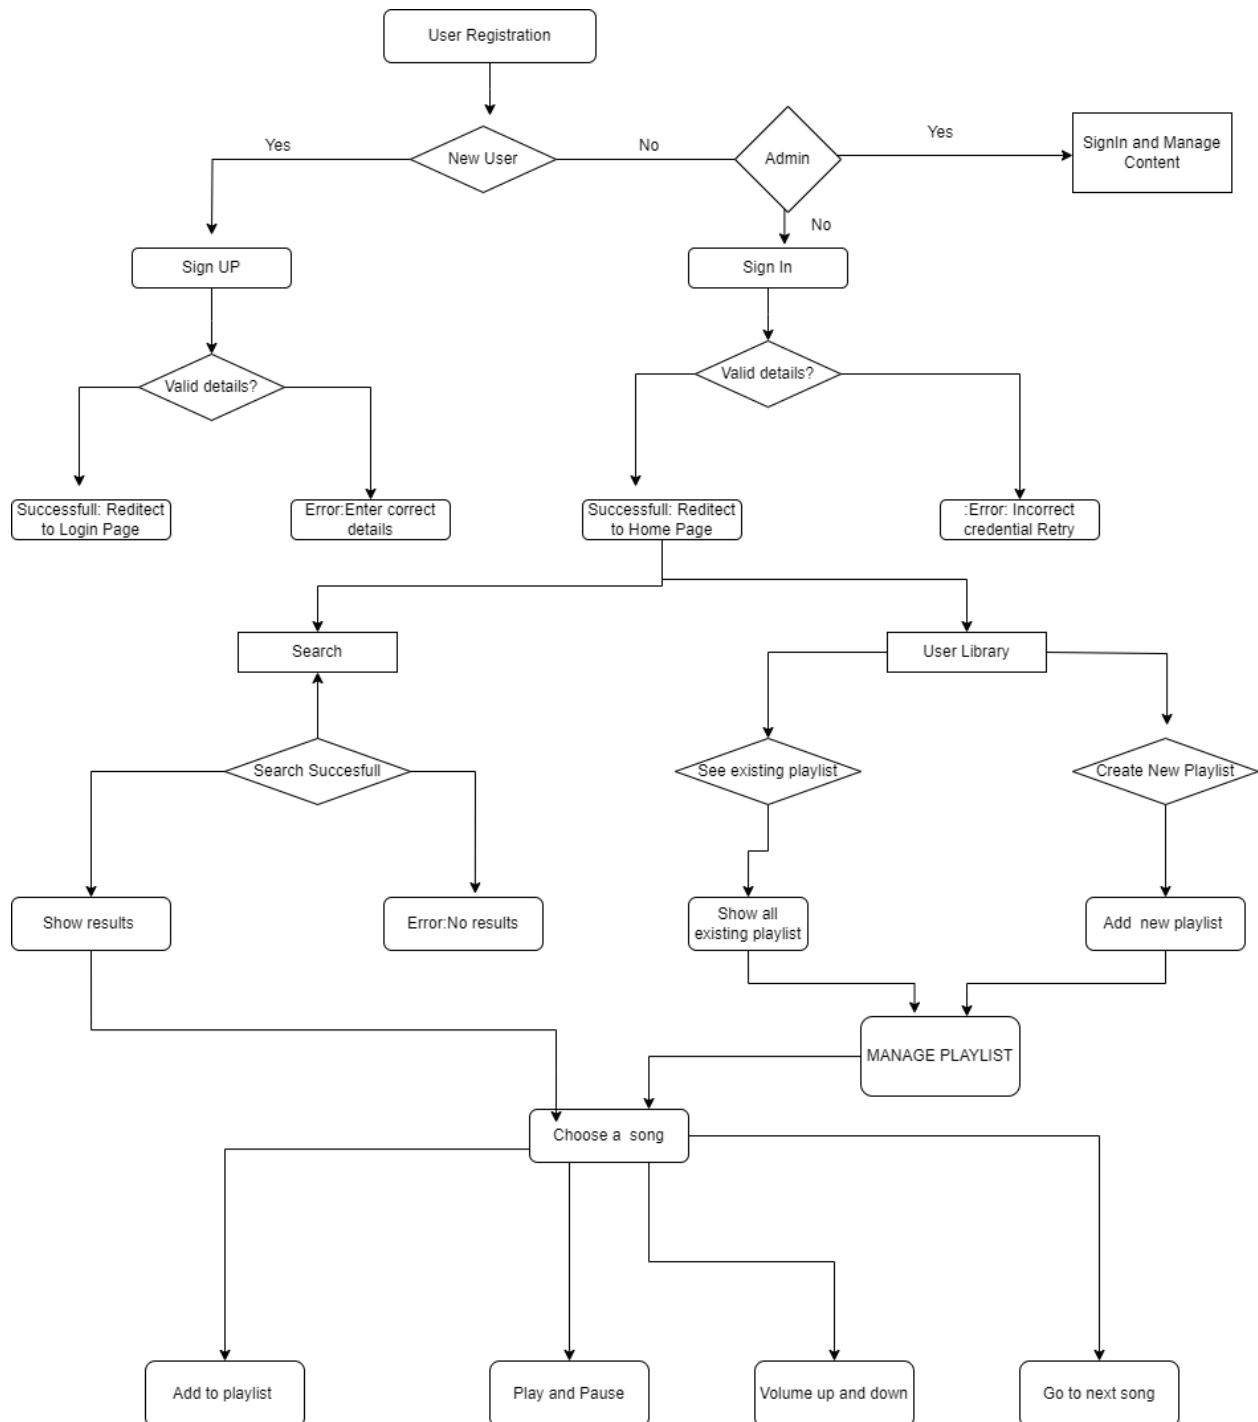 User Registration
Yes
New User
No
Admin
Yes
SignIn and Manage
Content
No
Sign UP
Sign In
Valid details?
Valid details?
Successfull: Reditect
to Login Page
Error:Enter correct
details
Successfull: Reditect
to Home Page
:Error: Incorrect
credential Retry
Search
User Library
Search Succesfull
See existing playlist
Create New Playlist
Show results
Error:No results
Show all
existing playlist
Add new playlist
MANAGE PLAYLIST
Choose a song
Add to playlist
Play and Pause
Volume up and down
Go to next song